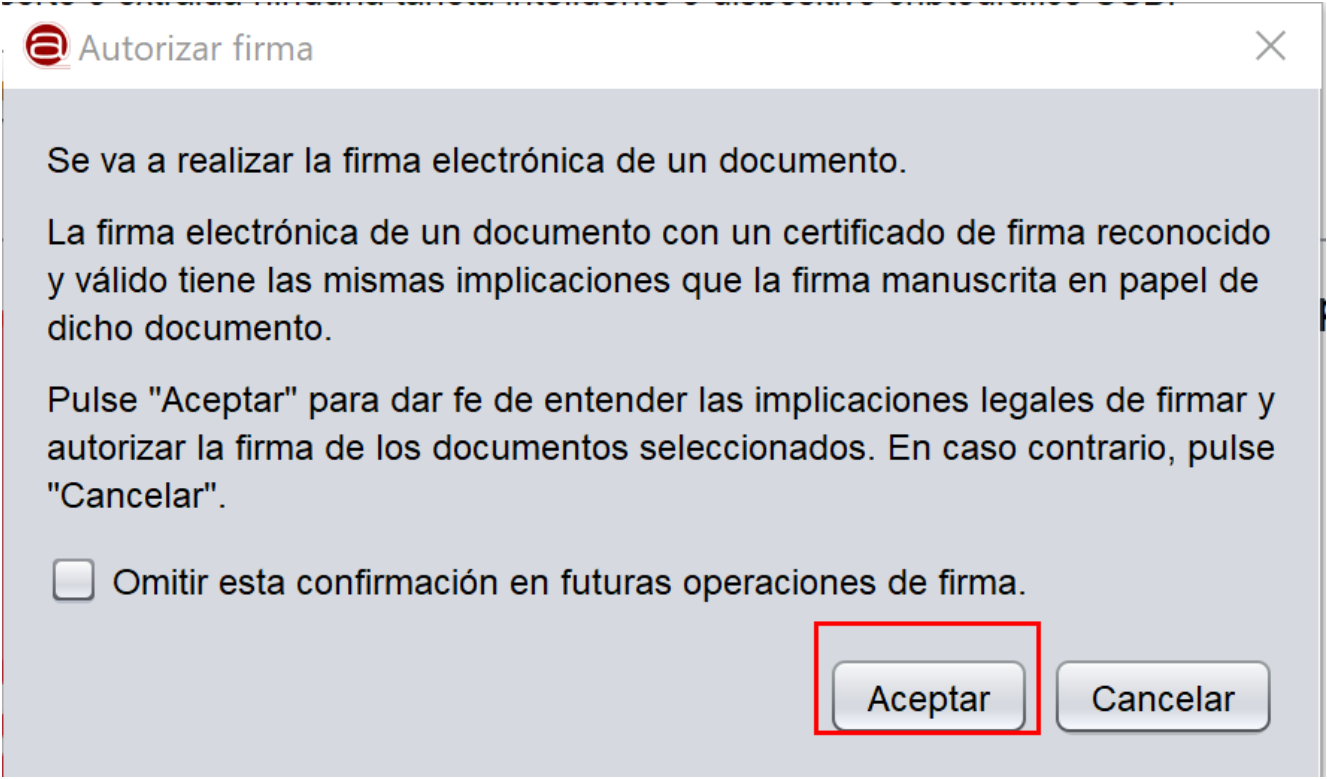 Autorizar firma
Se va a realizar la firma electrónica de un documento.
La firma electrónica de un documento con un certificado de firma reconocido
y válido tiene las mismas implicaciones que la firma manuscrita en papel de
dicho documento.
Pulse "Aceptar" para dar fe de entender las implicaciones legales de firmar y
autorizar la firma de los documentos seleccionados. En caso contrario, pulse
"Cancelar".
Omitir esta confirmación en futuras operaciones de firma.
Aceptar
Cancelar